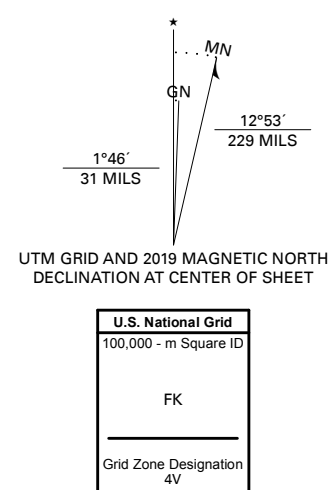 ★
MN
GN
12°53´
229 MILS
1°46´
31 MILS
UTM GRID AND 2019 MAGNETIC NORTH
DECLINATION AT CENTER OF SHEET
U.S. National Grid
100,000 - m Square ID
FK
Grid Zone Designation
4V